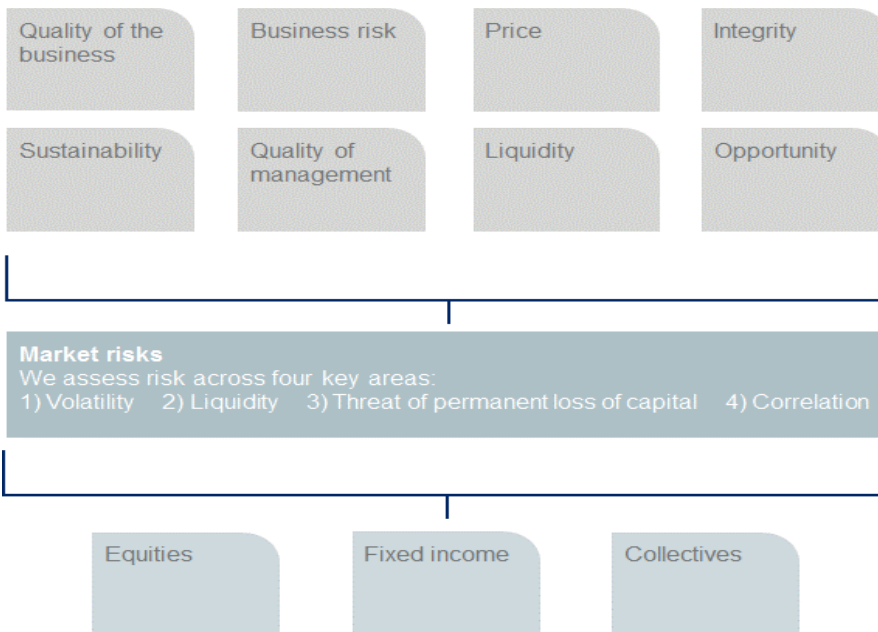 Quality of the
business
Business risk
Price
Integrity
Sustainability
Quality of
management
Liquidity
Opportunity
Market risks
We assess risk across four key areas:
1) Volatility 2) Liquidity 3) Threat of permanent loss of capital 4) Correlation
Equities
Fixed income
Collectives